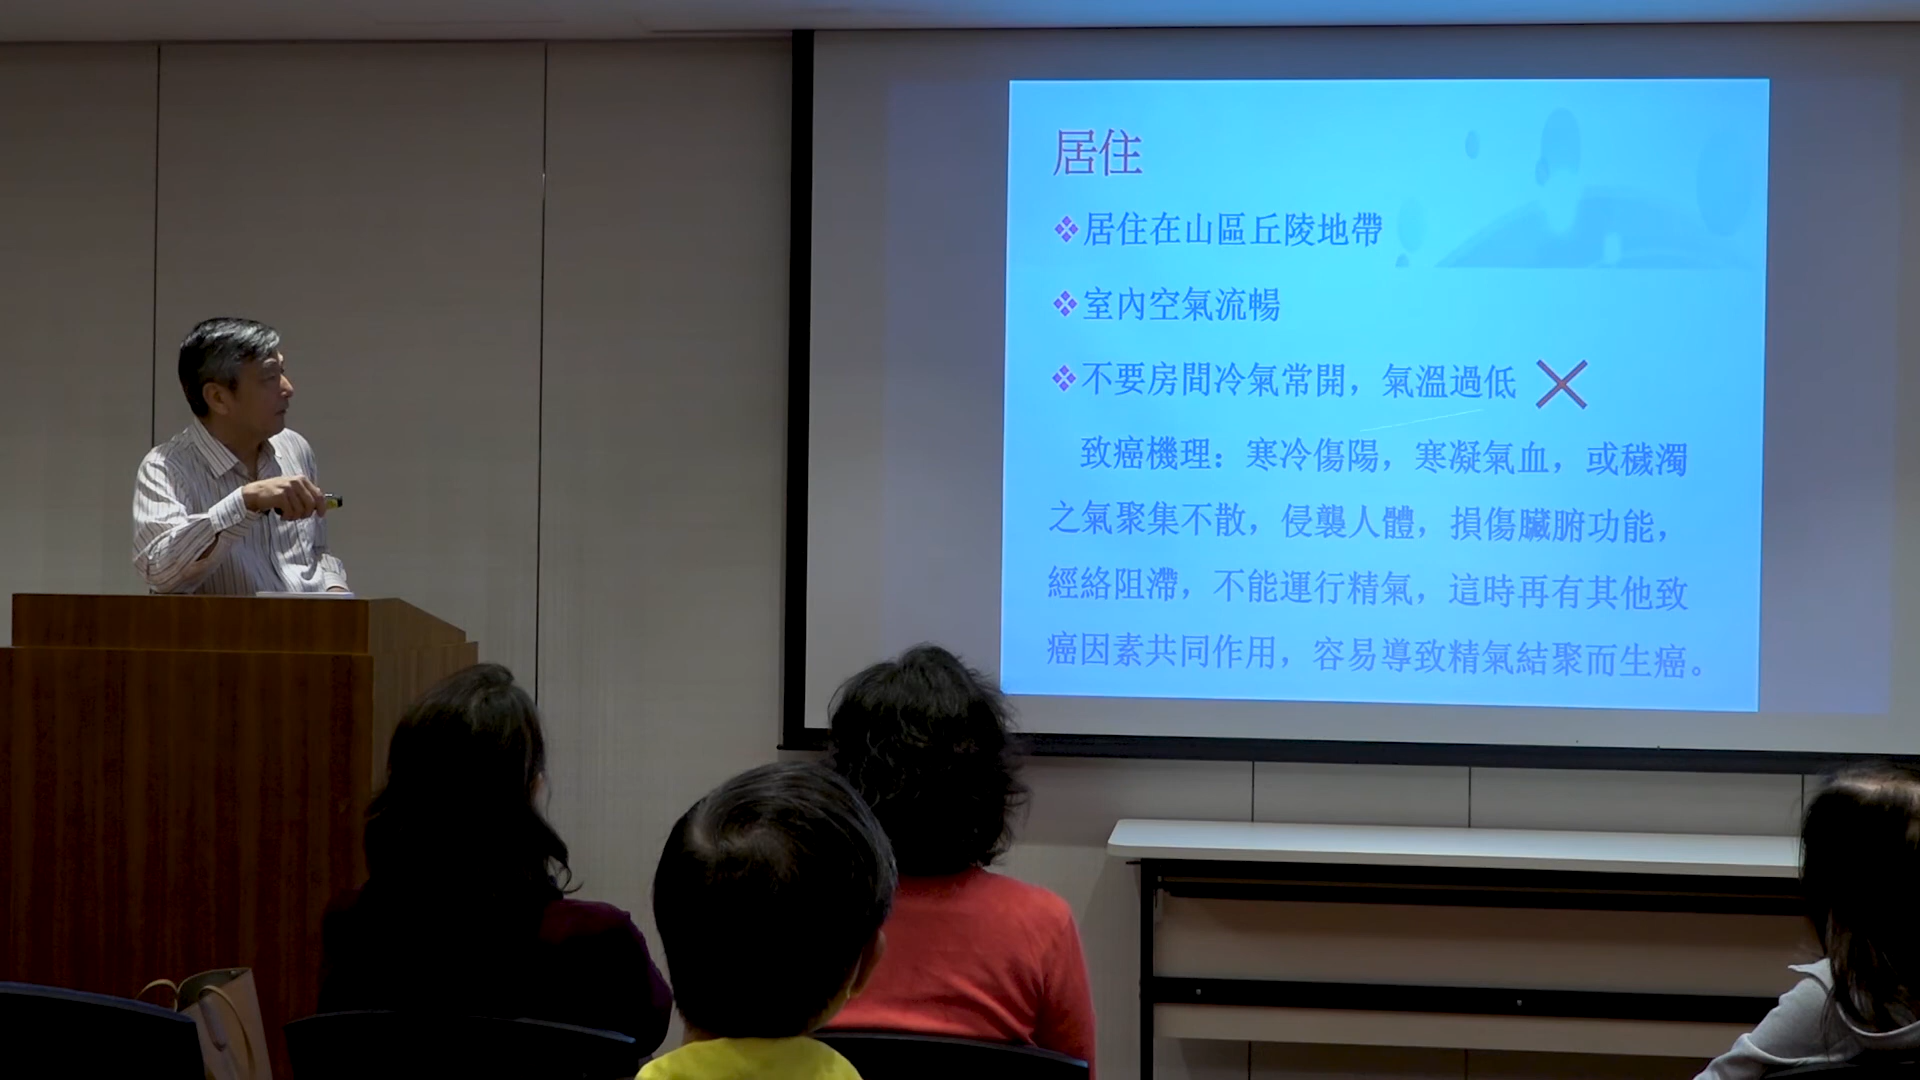 居住
❖居住在山區丘陵地帶
❖室內空氣流暢
❖不要房間冷氣常開，氣溫過低 ✕
致癌機理：寒冷傷陽，寒凝氣血，或穢濁
之氣聚集不散，侵襲人體，損傷臟腑功能，
經絡阻滯，不能運行精氣，這時再有其他致
癌因素共同作用，容易導致精氣結聚而生癌。